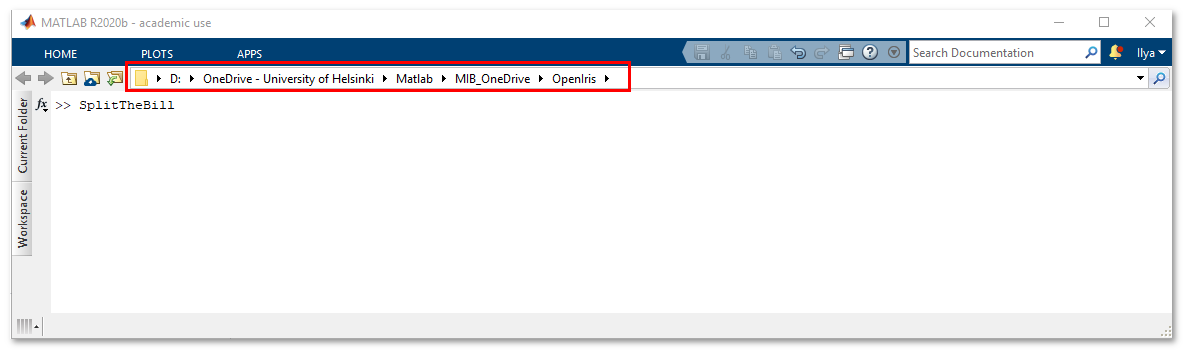 MATLAB R2020b - academic use
HOME PLOTS APPS Search Documentation Ilya
D: OneDrive - University of Helsinki Matlab MIB_OneDrive OpenIris
Current Folder
Workspace
fx >> SplitTheBill